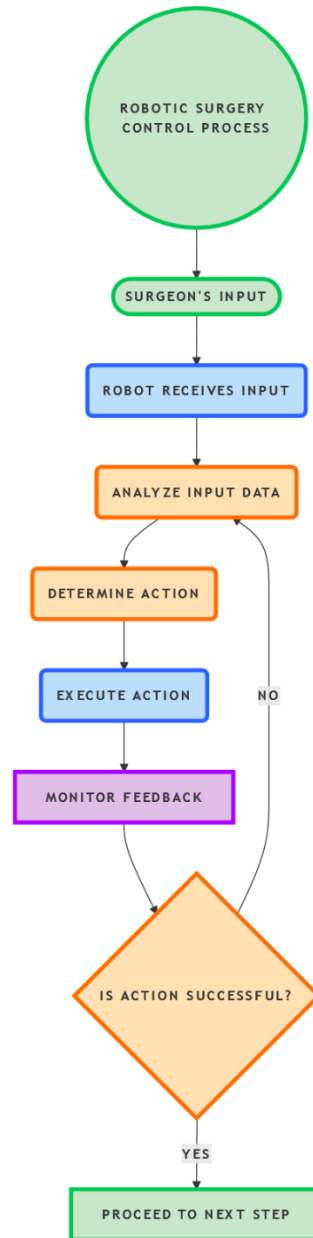 ROBOTIC SURGERY
CONTROL PROCESS
SURGEON'S INPUT
ROBOT RECEIVES INPUT
ANALYZE INPUT DATA
DETERMINE ACTION
EXECUTE ACTION
NO
MONITOR FEEDBACK
IS ACTION SUCCESSFUL?
YES
PROCEED TO NEXT STEP